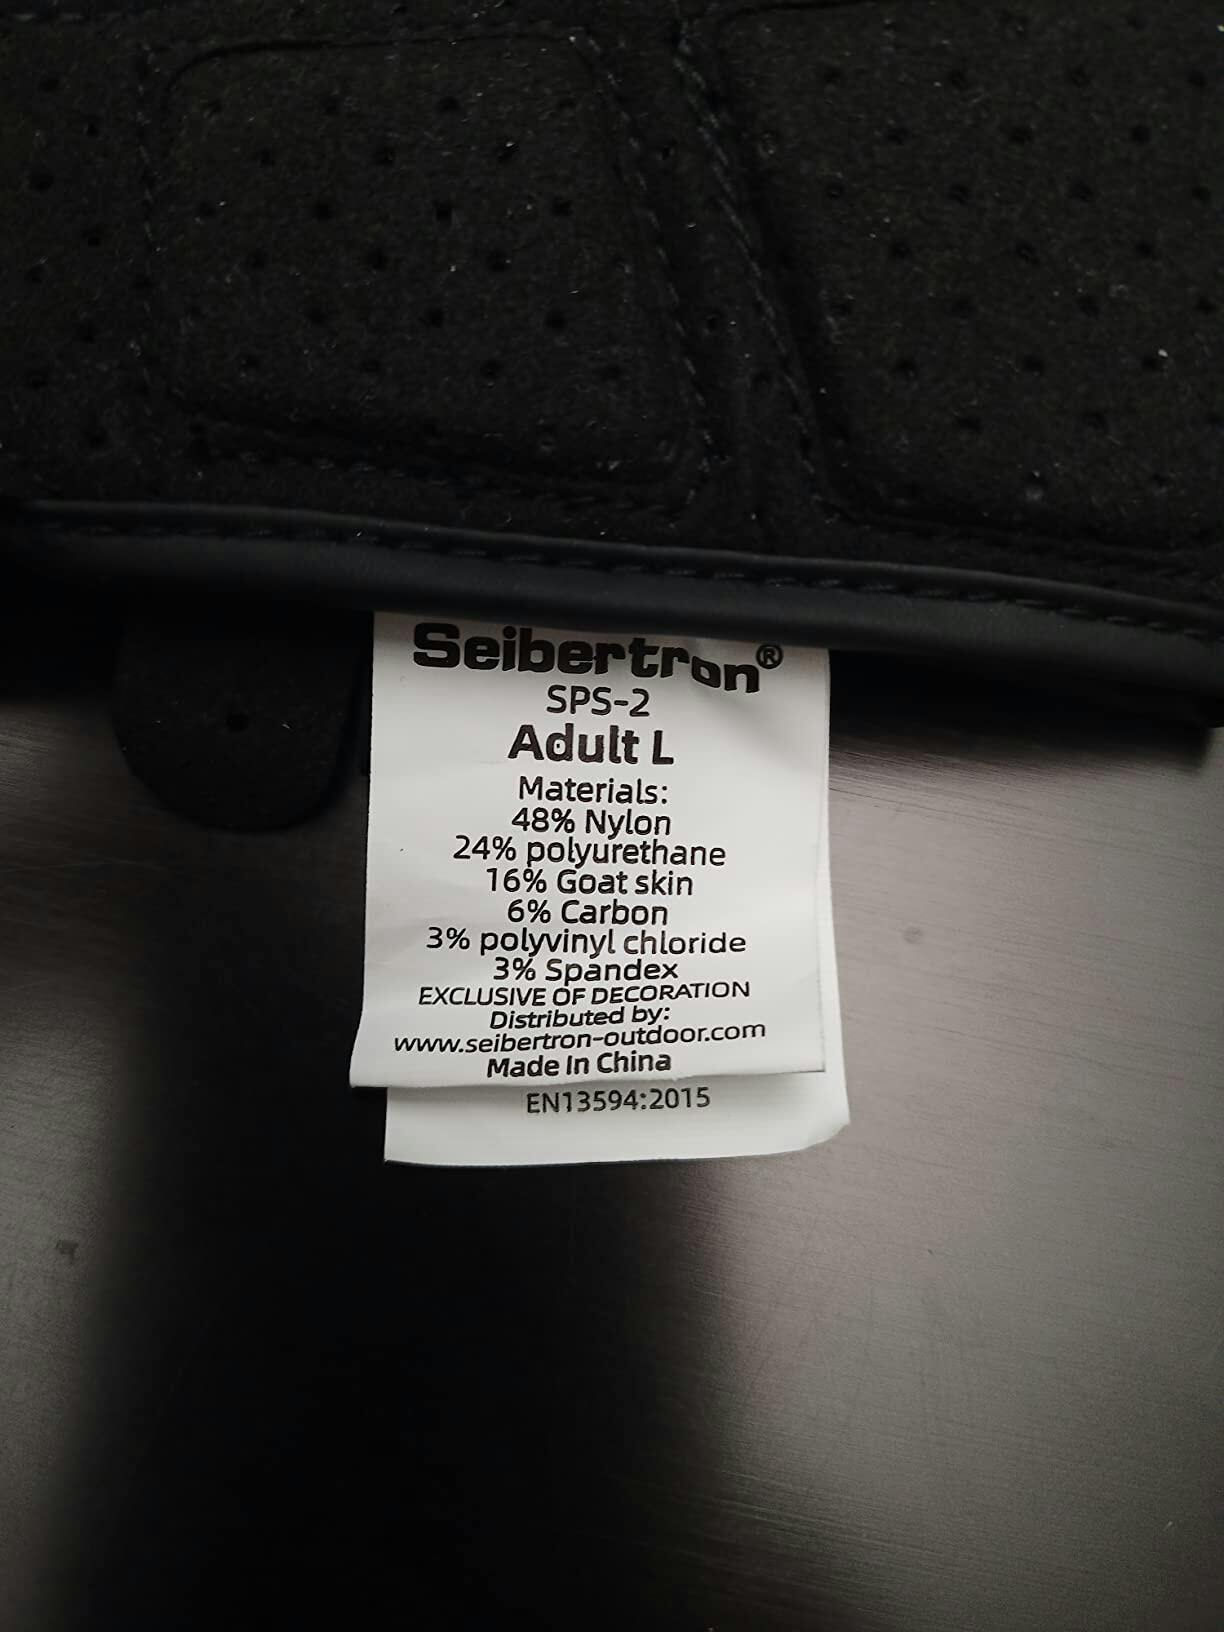 Seibertron®
SPS-2
Adult L
Materials:
48% Nylon
24% polyurethane
16% Goat skin
6% Carbon
3% polyvinyl chloride
3% Spandex
EXCLUSIVE OF DECORATION
Distributed by:
www.seibertron-outdoor.com
Made In China
EN13594:2015